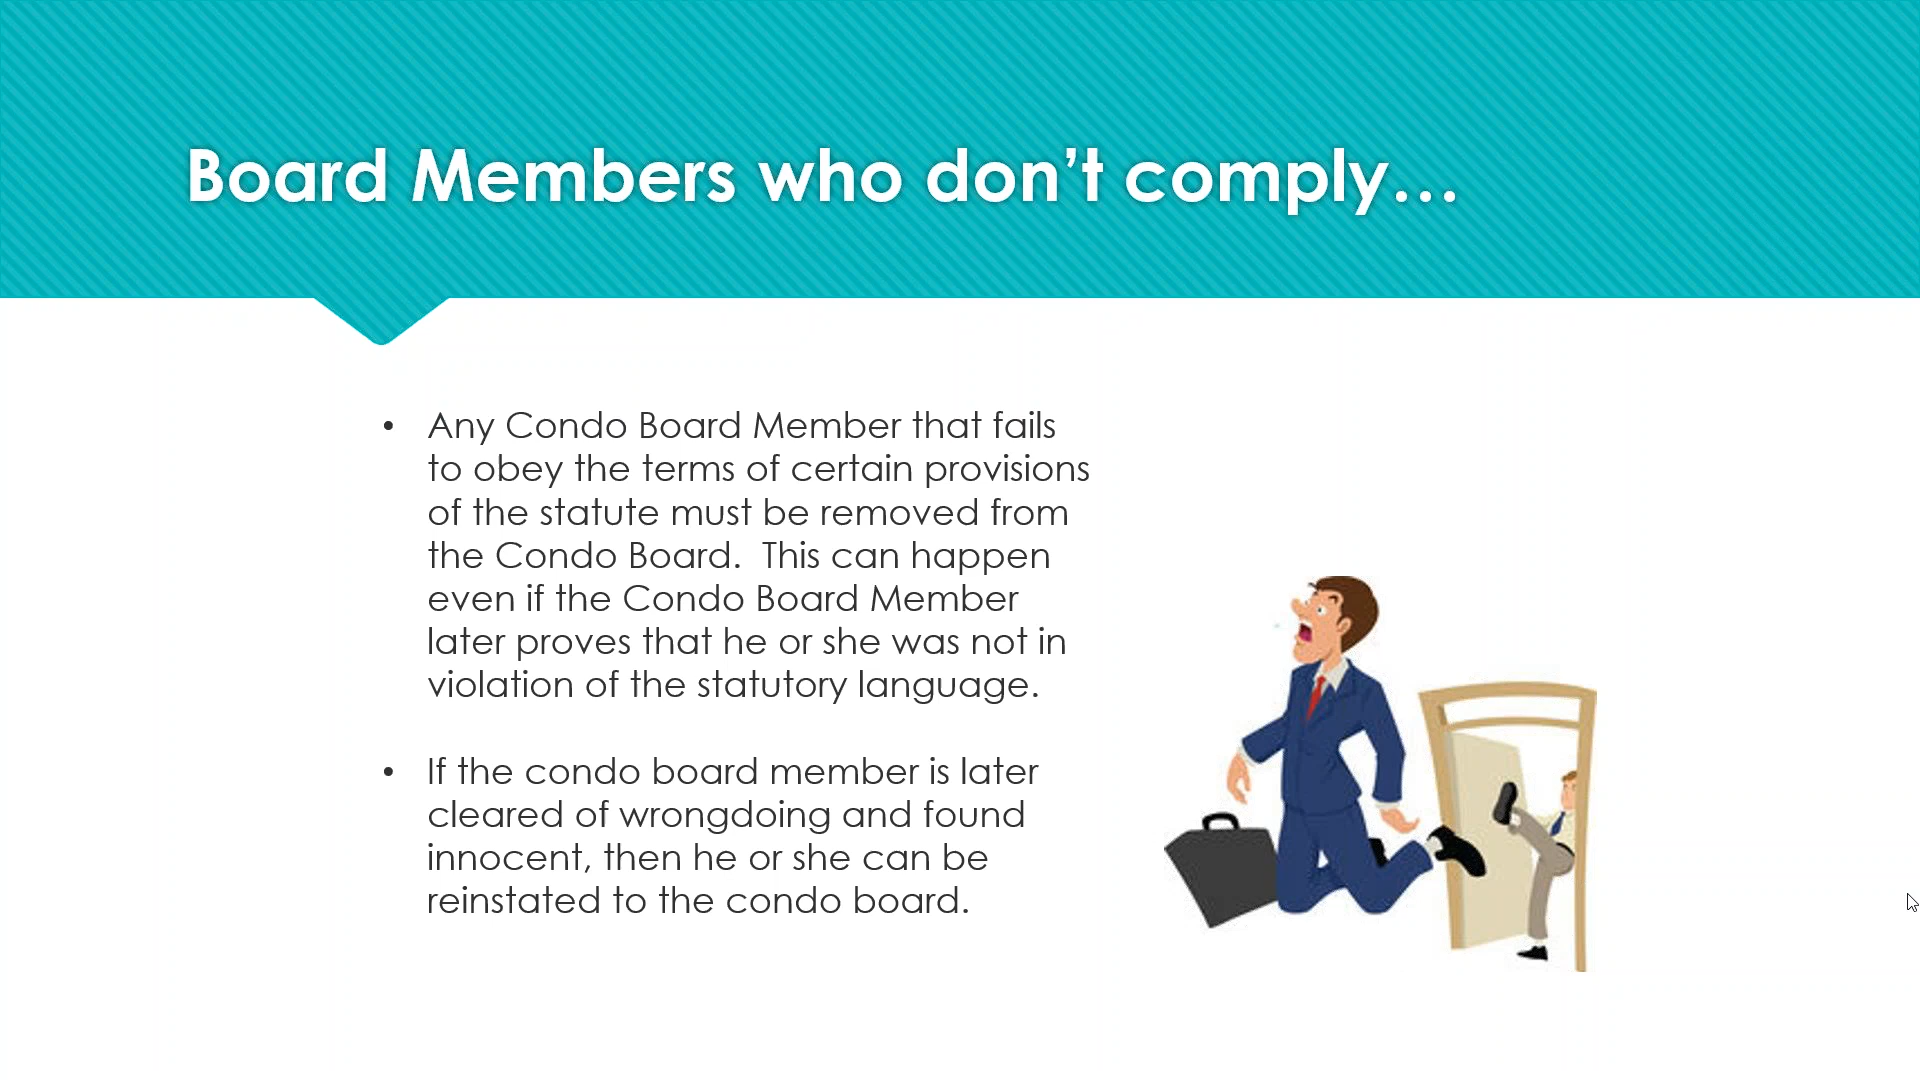 Board Members who don’t comply…
• Any Condo Board Member that fails
to obey the terms of certain provisions
of the statute must be removed from
the Condo Board.  This can happen
even if the Condo Board Member
later proves that he or she was not in
violation of the statutory language.
• If the condo board member is later
cleared of wrongdoing and found
innocent, then he or she can be
reinstated to the condo board.